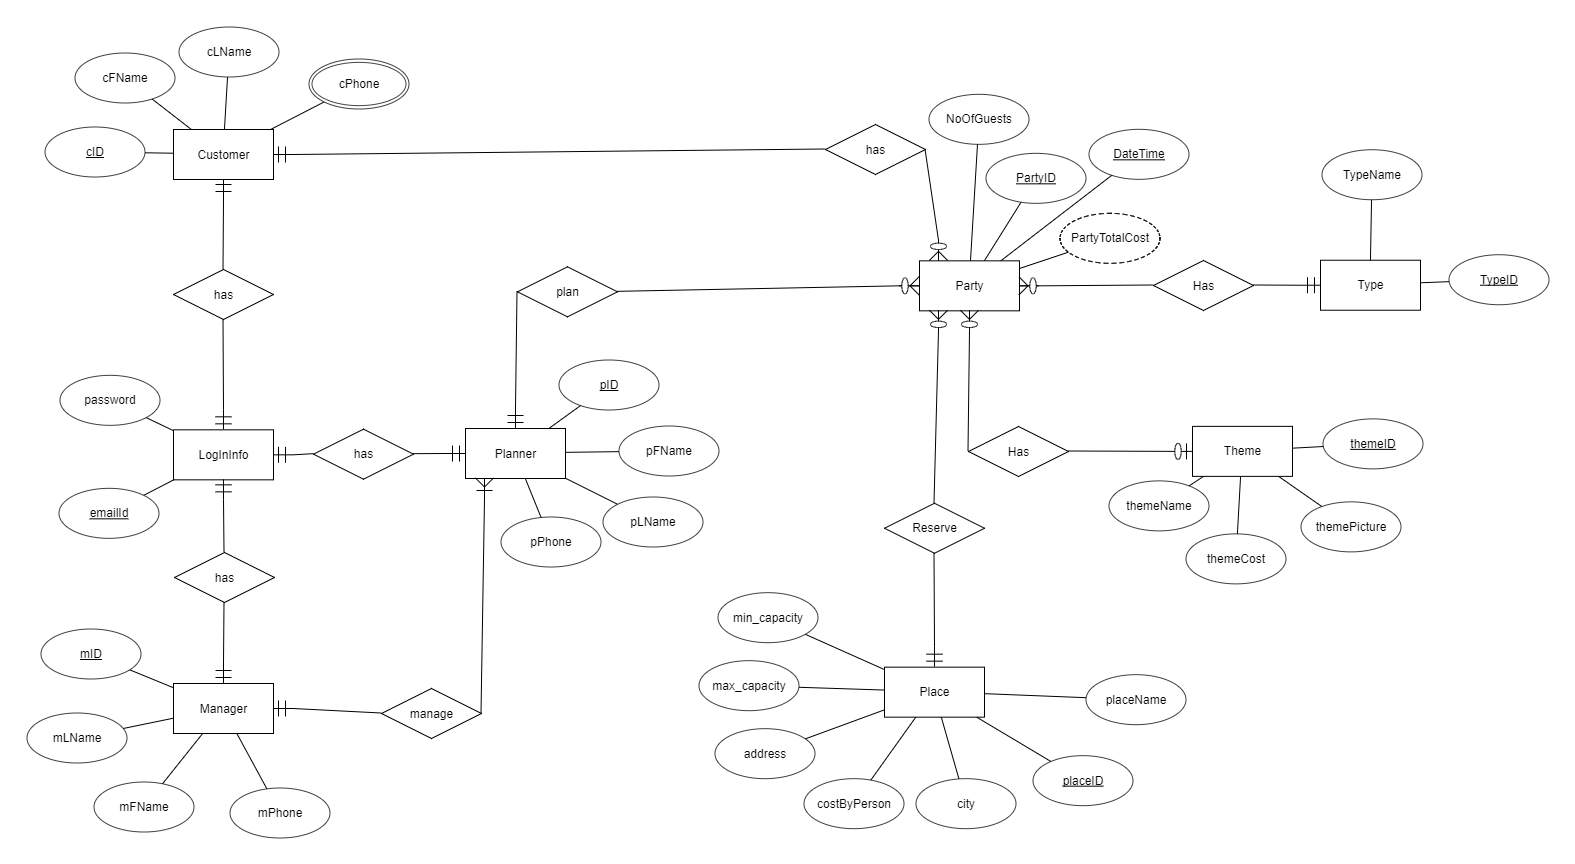 cLName
cFName
cPhone
cID
Customer
has
NoOfGuests
DateTime
PartyID
TypeName
PartyTotalCost
has
plan
Party
Has
Type
TypeID
password
pID
LogInInfo
has
Planner
pFName
Has
Theme
themeID
emailId
pLName
pPhone
Reserve
themeName
themePicture
themeCost
has
mID
min_capacity
Manager
manage
max_capacity
Place
placeName
mLName
address
placeID
mFName
mPhone
costByPerson
city